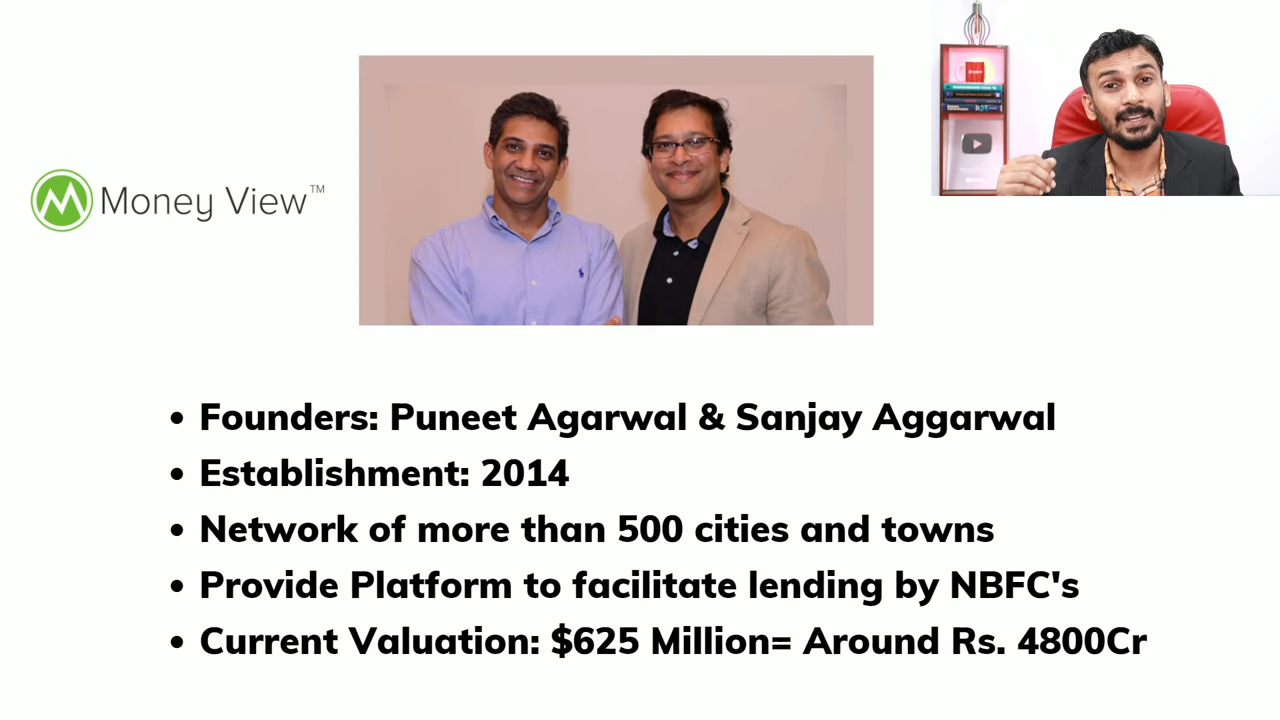 Money View™
Founders: Puneet Agarwal & Sanjay Aggarwal
Establishment: 2014
Network of more than 500 cities and towns
Provide Platform to facilitate lending by NBFC's
Current Valuation: $625 Million= Around Rs. 4800Cr